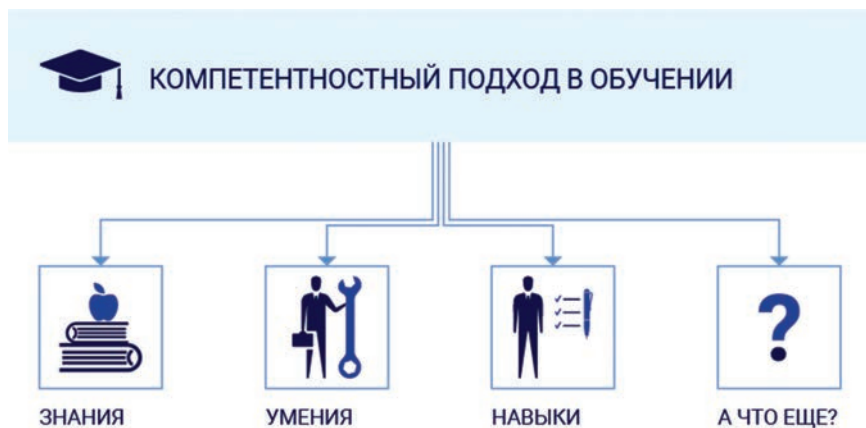 КОМПЕТЕНТНОСТНЫЙ ПОДХОД В ОБУЧЕНИИ
ЗНАНИЯ
УМЕНИЯ
НАВЫКИ
А ЧТО ЕЩЕ?